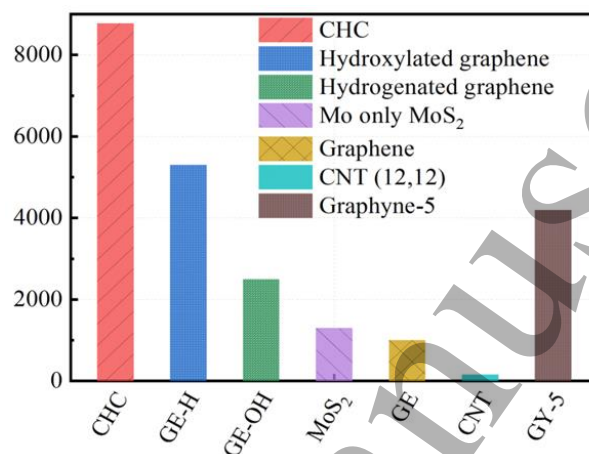 8000
6000
4000
2000
0
CHC
Hydroxylated graphene
Hydrogenated graphene
Mo only MoS₂
Graphene
CNT (12,12)
Graphyne-5
CHC
GE-H
GE-OH
MoS₂
GE
CNT
GY-5